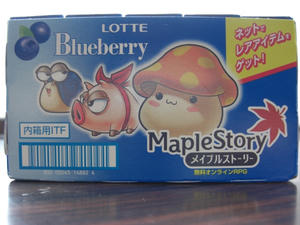 LOTTE
Blueberry
ネットで
レアアイテムを
ゲット！
内箱用ITF
MapleStory
メイプルストーリー
無料オンラインRPG